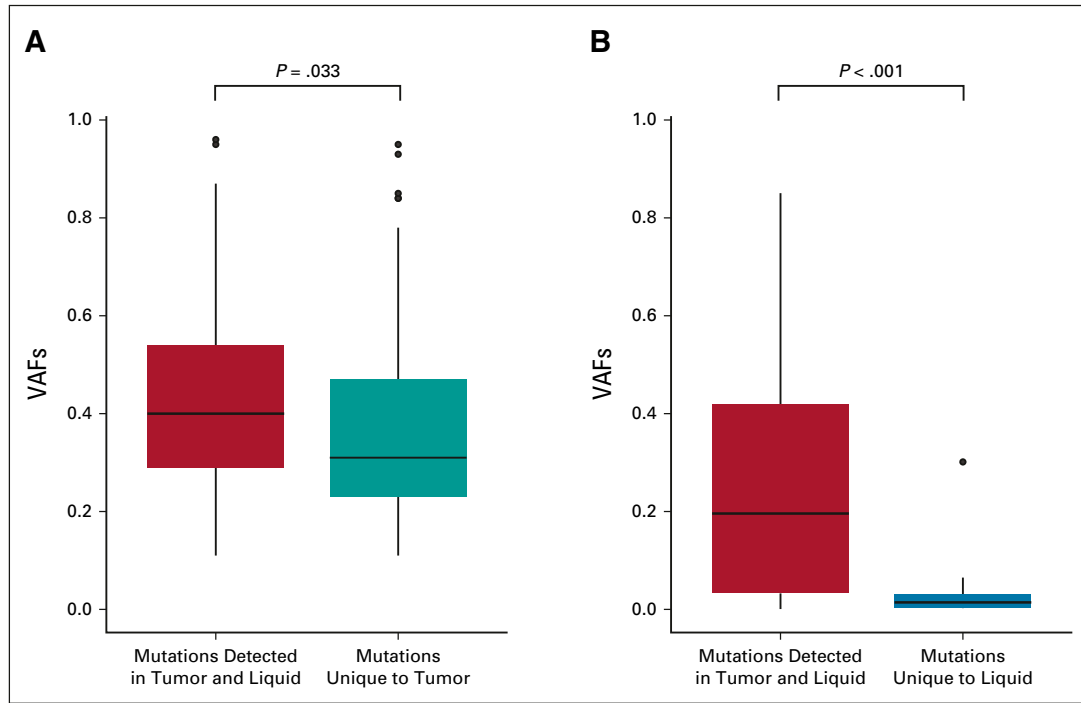 A
P = .033
1.0
0.8
0.6
0.4
0.2
0.0
VAFs
Mutations Detected
in Tumor and Liquid
Mutations
Unique to Tumor
B
P < .001
1.0
0.8
0.6
0.4
0.2
0.0
VAFs
Mutations Detected
in Tumor and Liquid
Mutations
Unique to Liquid